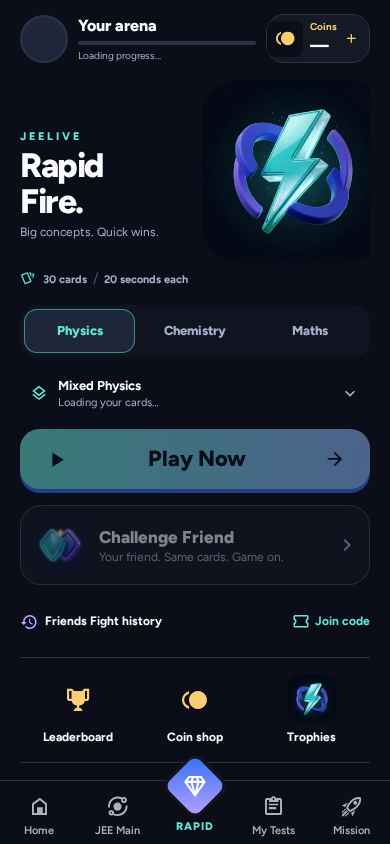 Your arena
Loading progress...
Coins
—
+
JEELIVE
Rapid
Fire.
Big concepts. Quick wins.
30 cards / 20 seconds each
Physics
Chemistry
Maths
Mixed Physics
Loading your cards...
Play Now
Challenge Friend
Your friend. Same cards. Game on.
Friends Fight history
Join code
Leaderboard
Coin shop
Trophies
Home
JEE Main
RAPID
My Tests
Mission